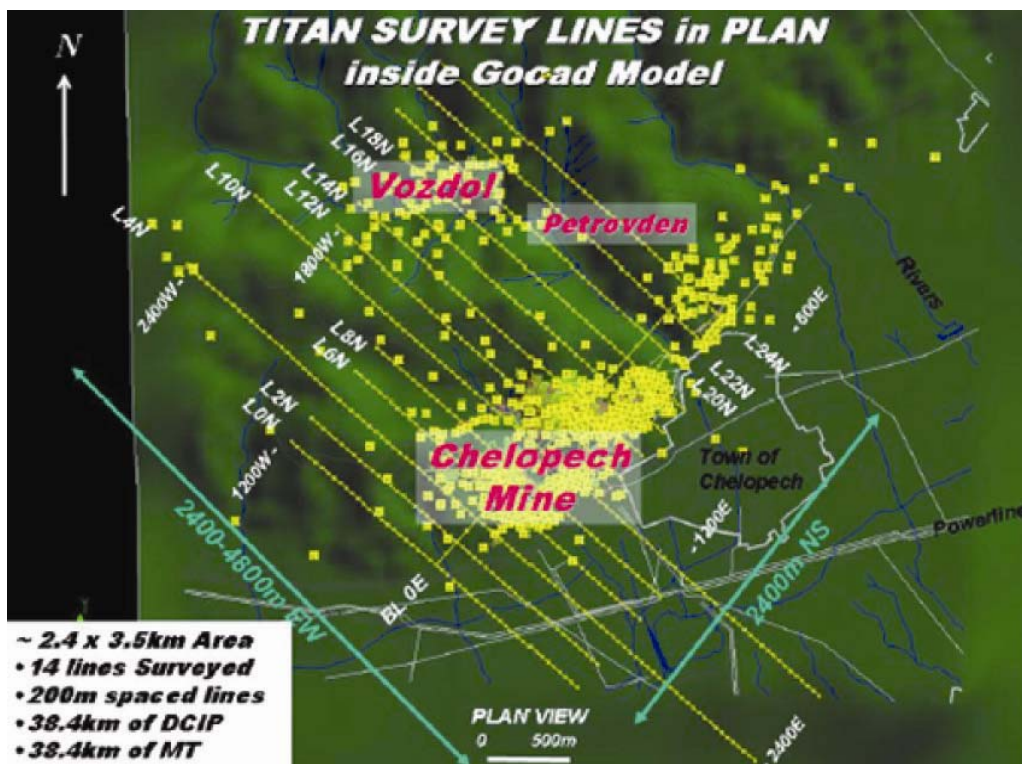 TITAN SURVEY LINES in PLAN
inside Gocad Model
N
L18N
L16N
L14N
L12N
L10N
L4N
Vozdol
Petrovden
1800W-
2400W-
L8N
L6N
L2N
L0N
1200W-
Rivers
-600E
L24N
L22N
L20N
Chelopech
Mine
Town of
Chelopech
-1200E
Powerline
2400-4800m EW
2400m NS
BL 0E
-2400E
~ 2.4 x 3.5km Area
• 14 lines Surveyed
• 200m spaced lines
• 38.4km of DCIP
• 38.4km of MT
PLAN VIEW
0 500m